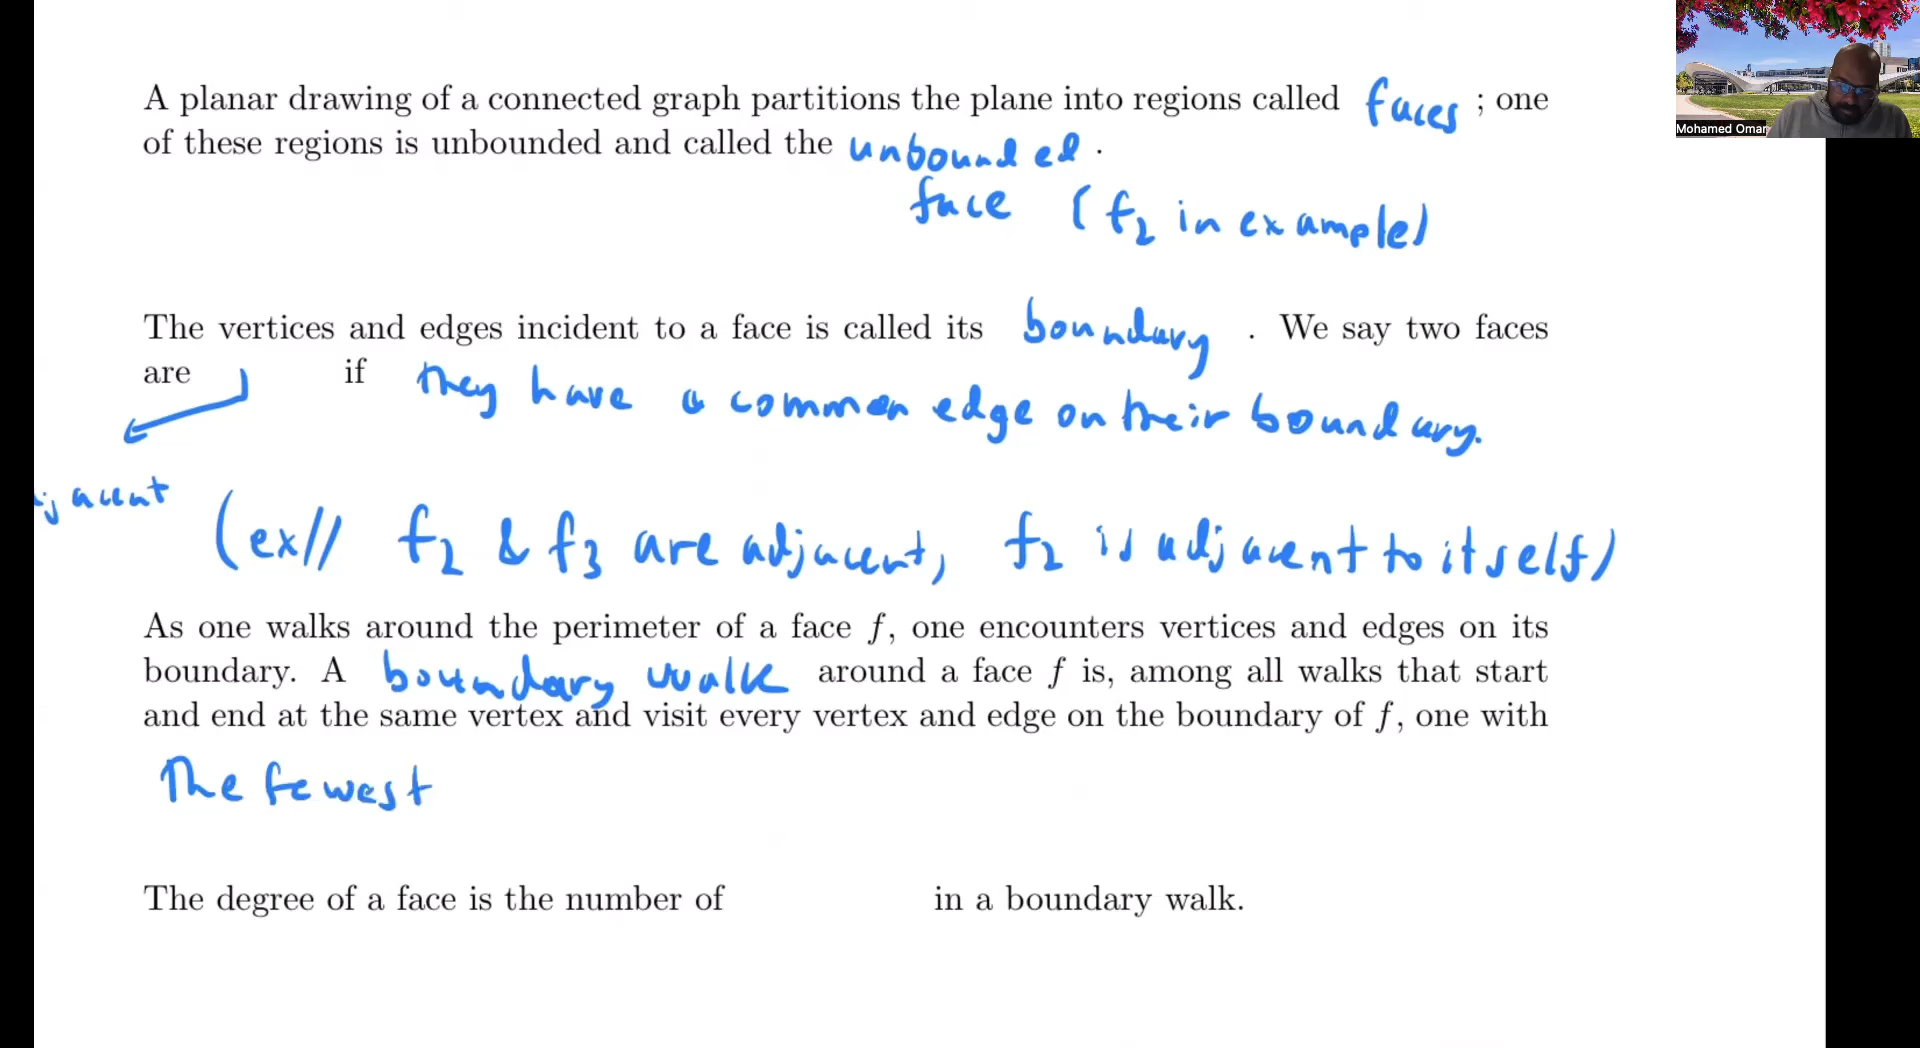 A planar drawing of a connected graph partitions the plane into regions called faces ; one
of these regions is unbounded and called the unbounded .
face (f₂ in example)
The vertices and edges incident to a face is called its boundary . We say two faces
are if they have a common edge on their boundary.
jacent (ex// f₂ & f₃ are adjacent, f₂ is adjacent to itself)
As one walks around the perimeter of a face f, one encounters vertices and edges on its
boundary. A boundary walk around a face f is, among all walks that start
and end at the same vertex and visit every vertex and edge on the boundary of f, one with
The fewest
The degree of a face is the number of in a boundary walk.
Mohamed Omar